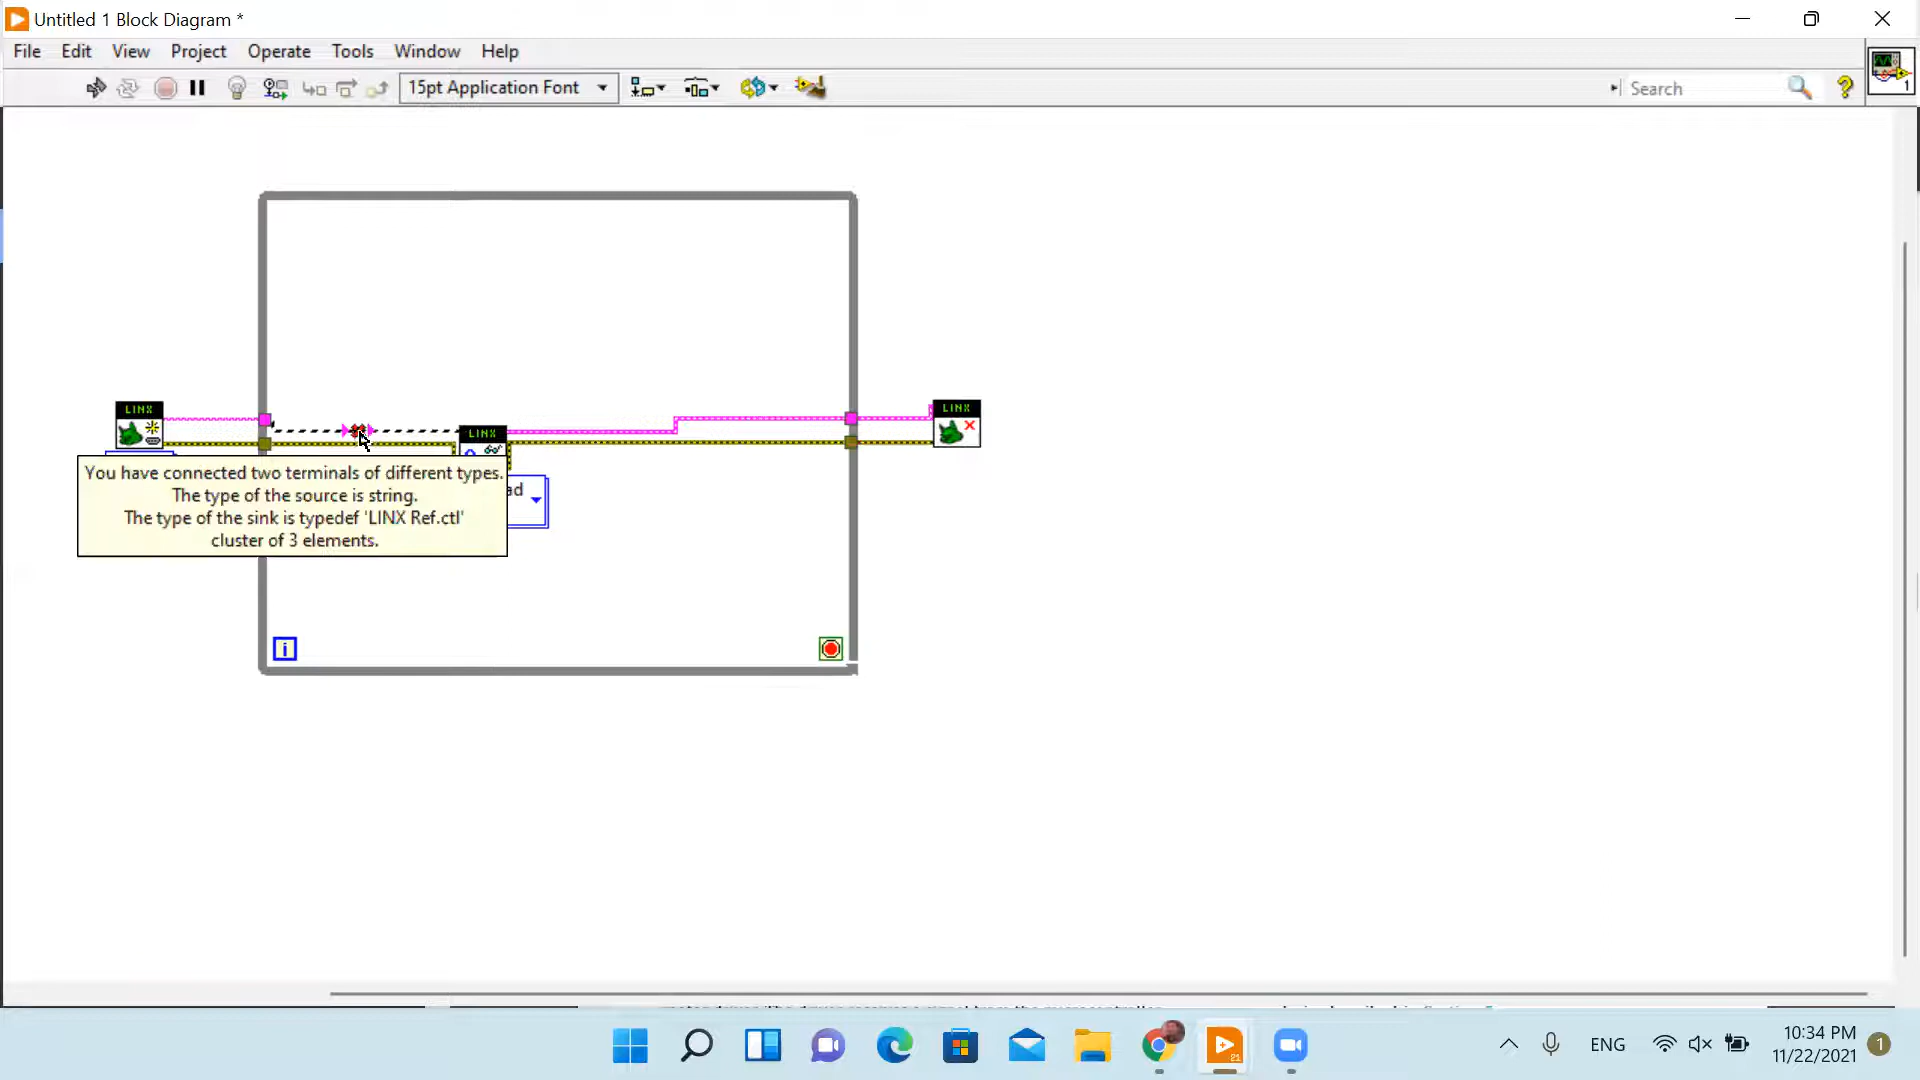 Untitled 1 Block Diagram *
File Edit View Project Operate Tools Window Help
15pt Application Font
Search
1
LINX
LINX
LINX
ad
You have connected two terminals of different types.
The type of the source is string.
The type of the sink is typedef 'LINX Ref.ctl'
cluster of 3 elements.
i
21
ENG
10:34 PM
11/22/2021
1